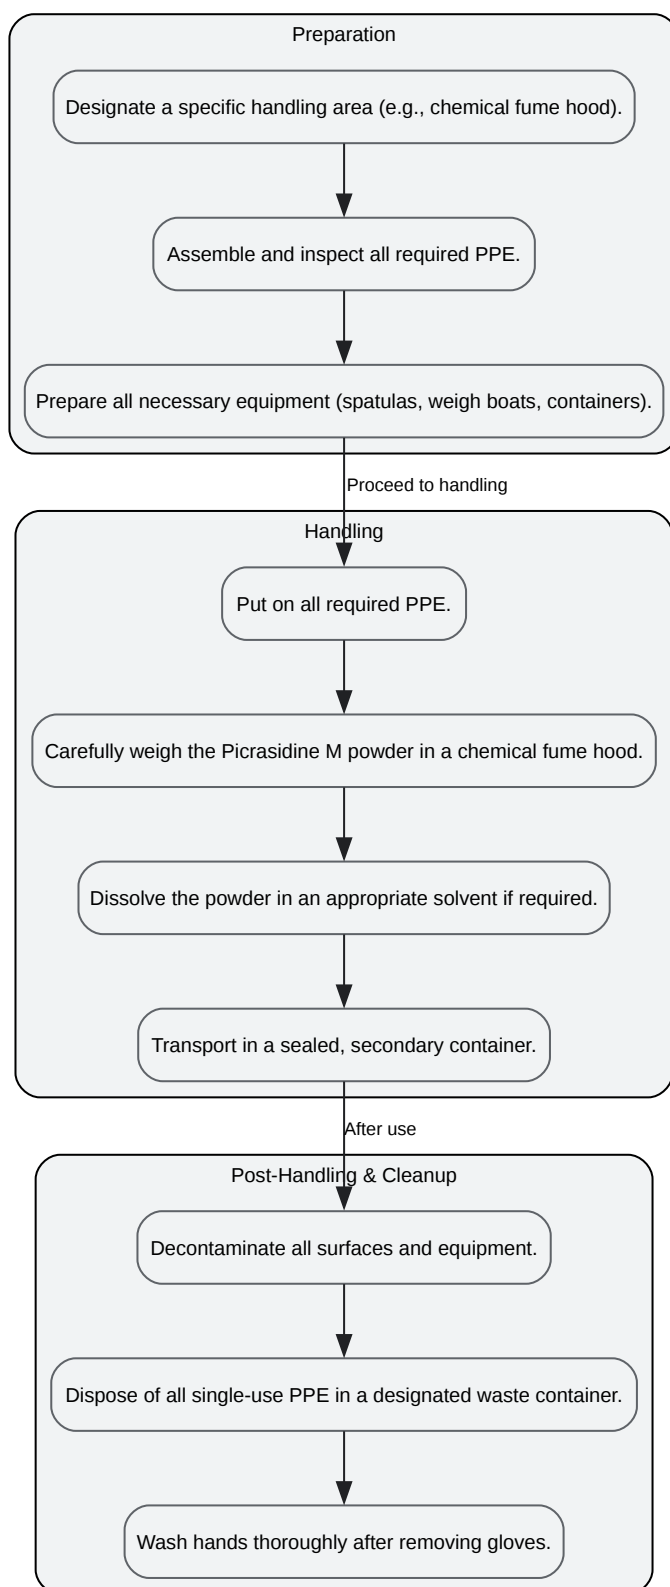 Preparation
Designate a specific handling area (e.g., chemical fume hood).
Assemble and inspect all required PPE.
Prepare all necessary equipment (spatulas, weigh boats, containers).
Proceed to handling
Handling
Put on all required PPE.
Carefully weigh the Picrasidine M powder in a chemical fume hood.
Dissolve the powder in an appropriate solvent if required.
Transport in a sealed, secondary container.
After use
Post-Handling & Cleanup
Decontaminate all surfaces and equipment.
Dispose of all single-use PPE in a designated waste container.
Wash hands thoroughly after removing gloves.